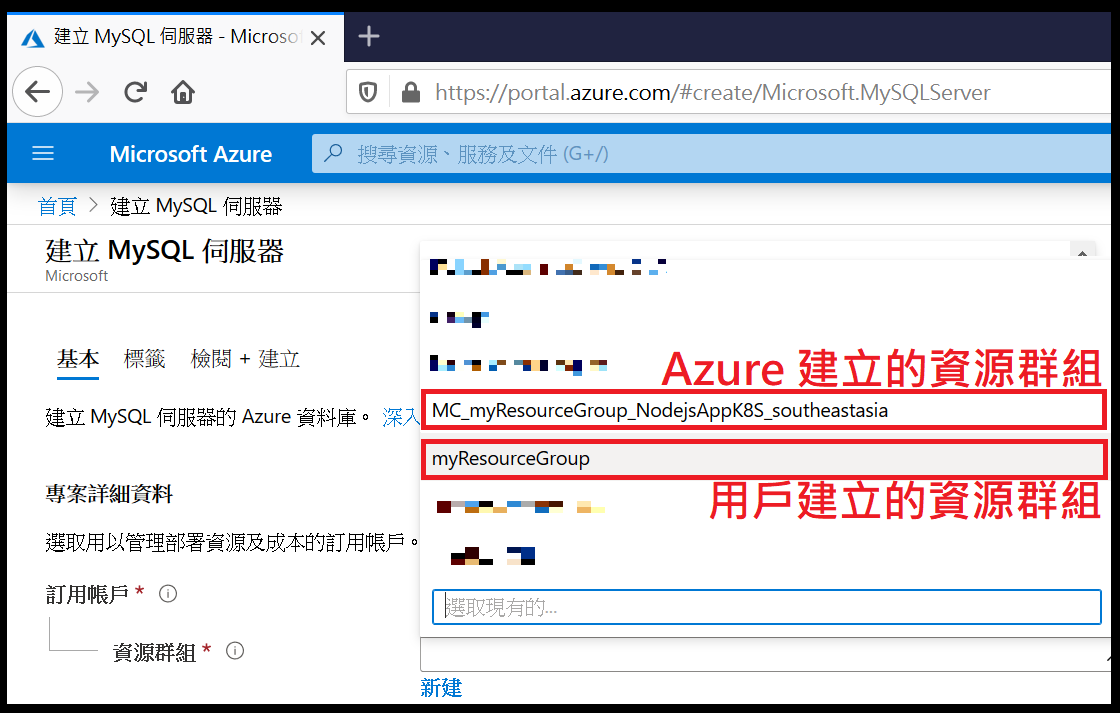 建立 MySQL 伺服器 - Microso
https://portal.azure.com/#create/Microsoft.MySQLServer
Microsoft Azure
搜尋資源、服務及文件 (G+/)
首頁 > 建立 MySQL 伺服器
建立 MySQL 伺服器
Microsoft
基本 標籤 檢閱 + 建立
Azure 建立的資源群組
MC_myResourceGroup_NodejsAppK8S_southeastasia
建立 MySQL 伺服器的 Azure 資料庫。 深入
myResourceGroup
用戶建立的資源群組
專案詳細資料
選取用以管理部署資源及成本的訂用帳戶。
訂用帳戶 *
選取現有的...
資源群組 *
新建